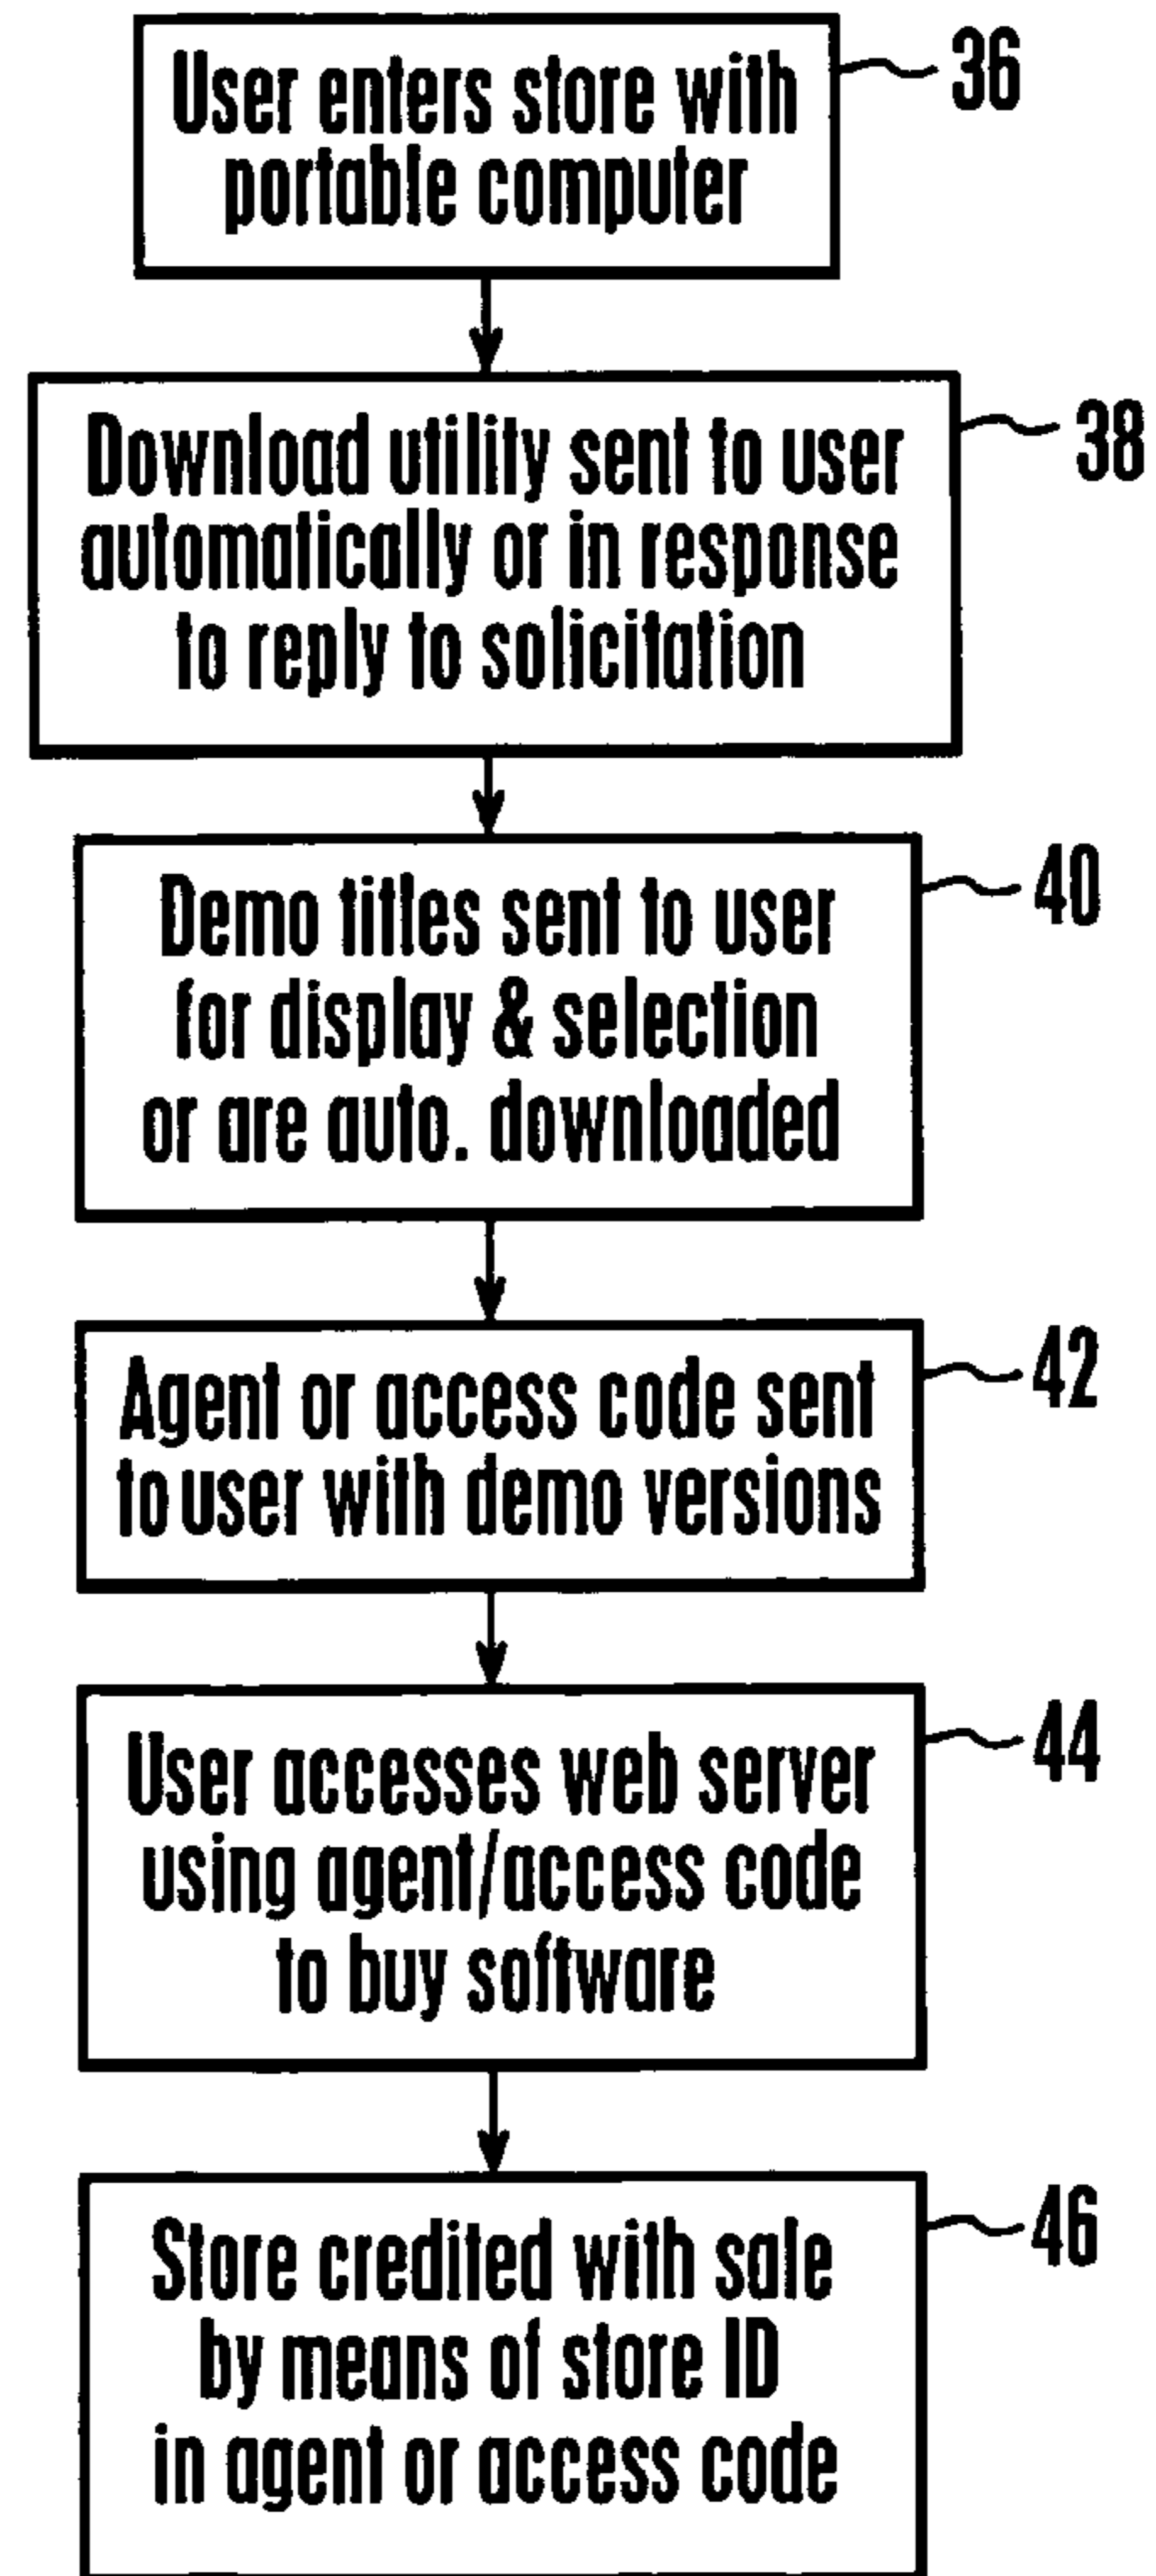 User enters store with
portable computer
36
Download utility sent to user
automatically or in response
to reply to solicitation
38
Demo titles sent to user
for display & selection
or are auto. downloaded
40
Agent or access code sent
to user with demo versions
42
User accesses web server
using agent/access code
to buy software
44
Store credited with sale
by means of store ID
in agent or access code
46